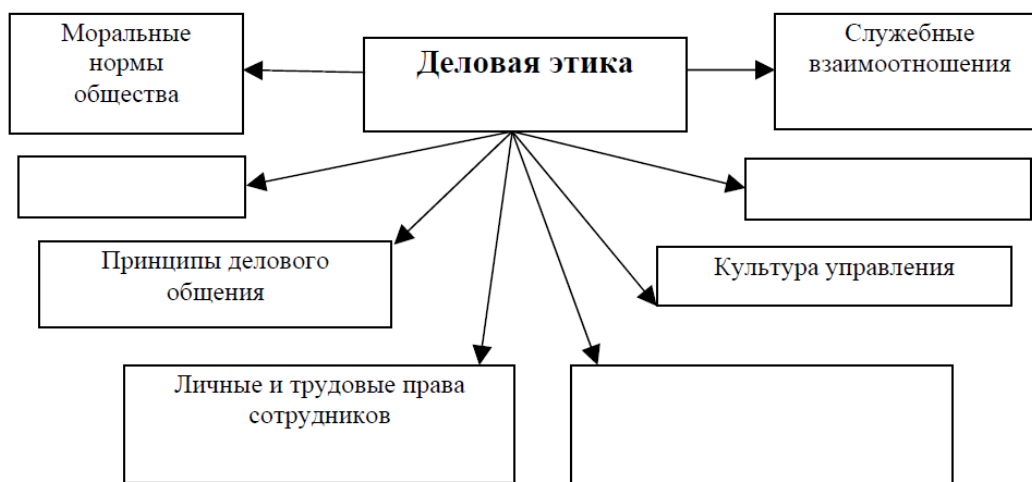 Моральные
нормы
общества
Деловая этика
Служебные
взаимоотношения
Принципы делового
общения
Культура управления
Личные и трудовые права
сотрудников